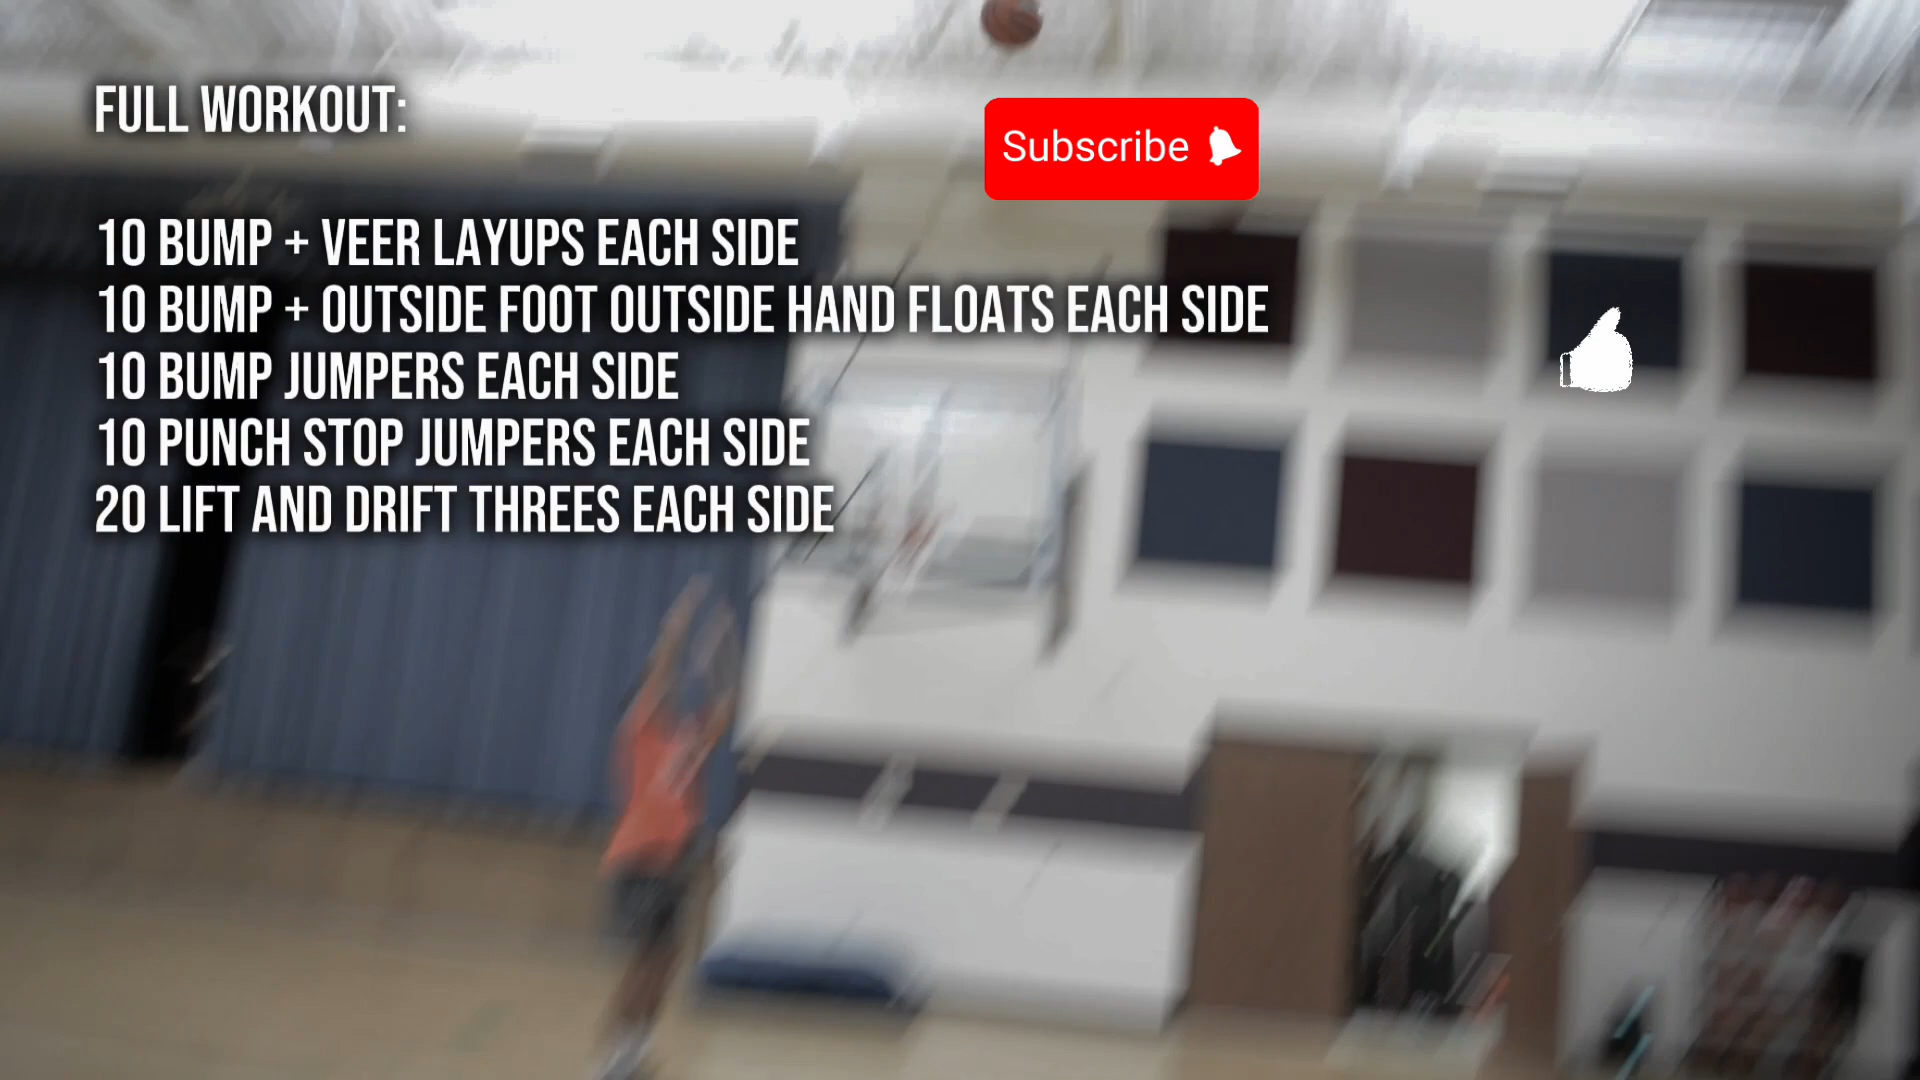 FULL WORKOUT:
Subscribe
10 BUMP + VEER LAYUPS EACH SIDE
10 BUMP + OUTSIDE FOOT OUTSIDE HAND FLOATS EACH SIDE
10 BUMP JUMPERS EACH SIDE
10 PUNCH STOP JUMPERS EACH SIDE
20 LIFT AND DRIFT THREES EACH SIDE